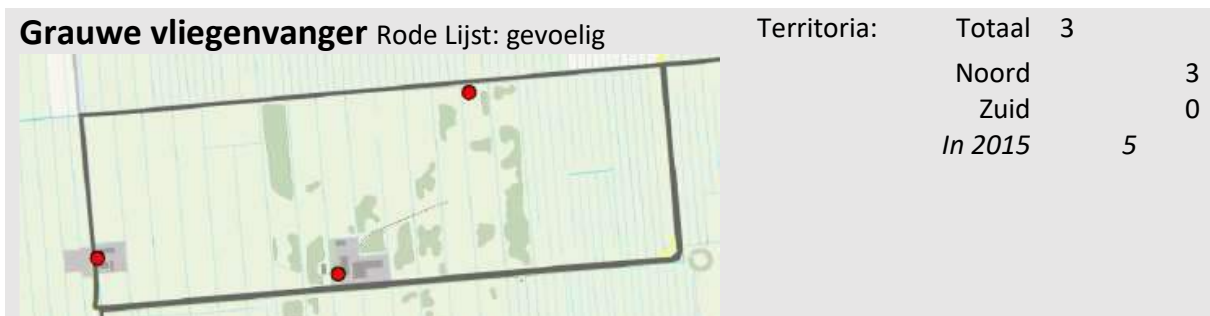 Grauwe vliegenvanger Rode Lijst: gevoelig
Territoria: Totaal 3
Noord 3
Zuid 0
In 2015 5